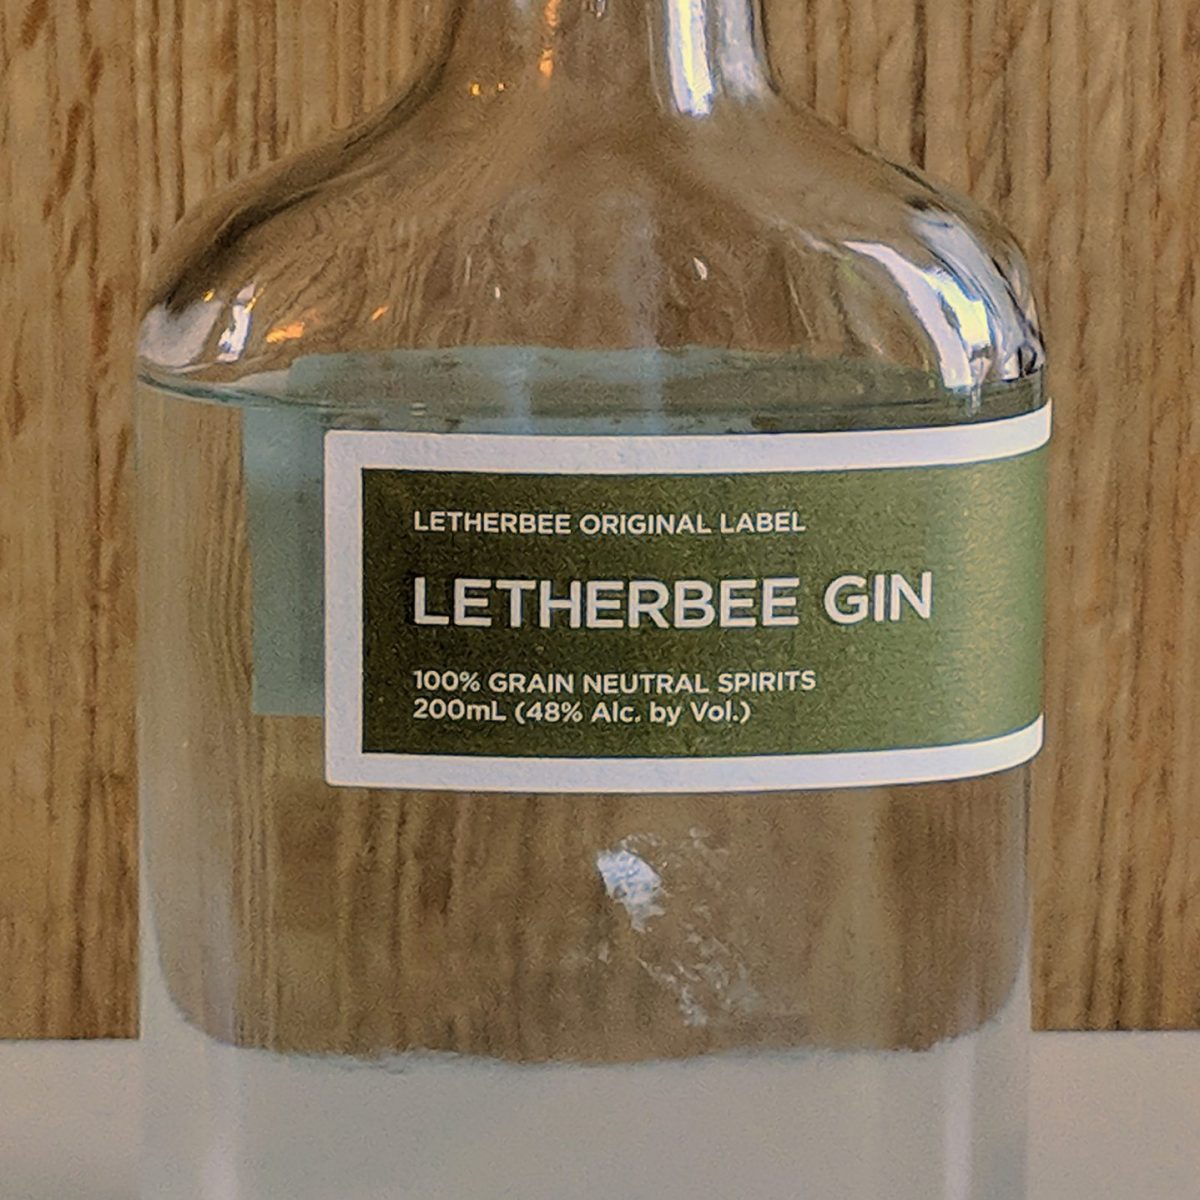 LETHERBEE ORIGINAL LABEL
LETHERBEE GIN
100% GRAIN NEUTRAL SPIRITS
200mL (48% Alc. by Vol.)